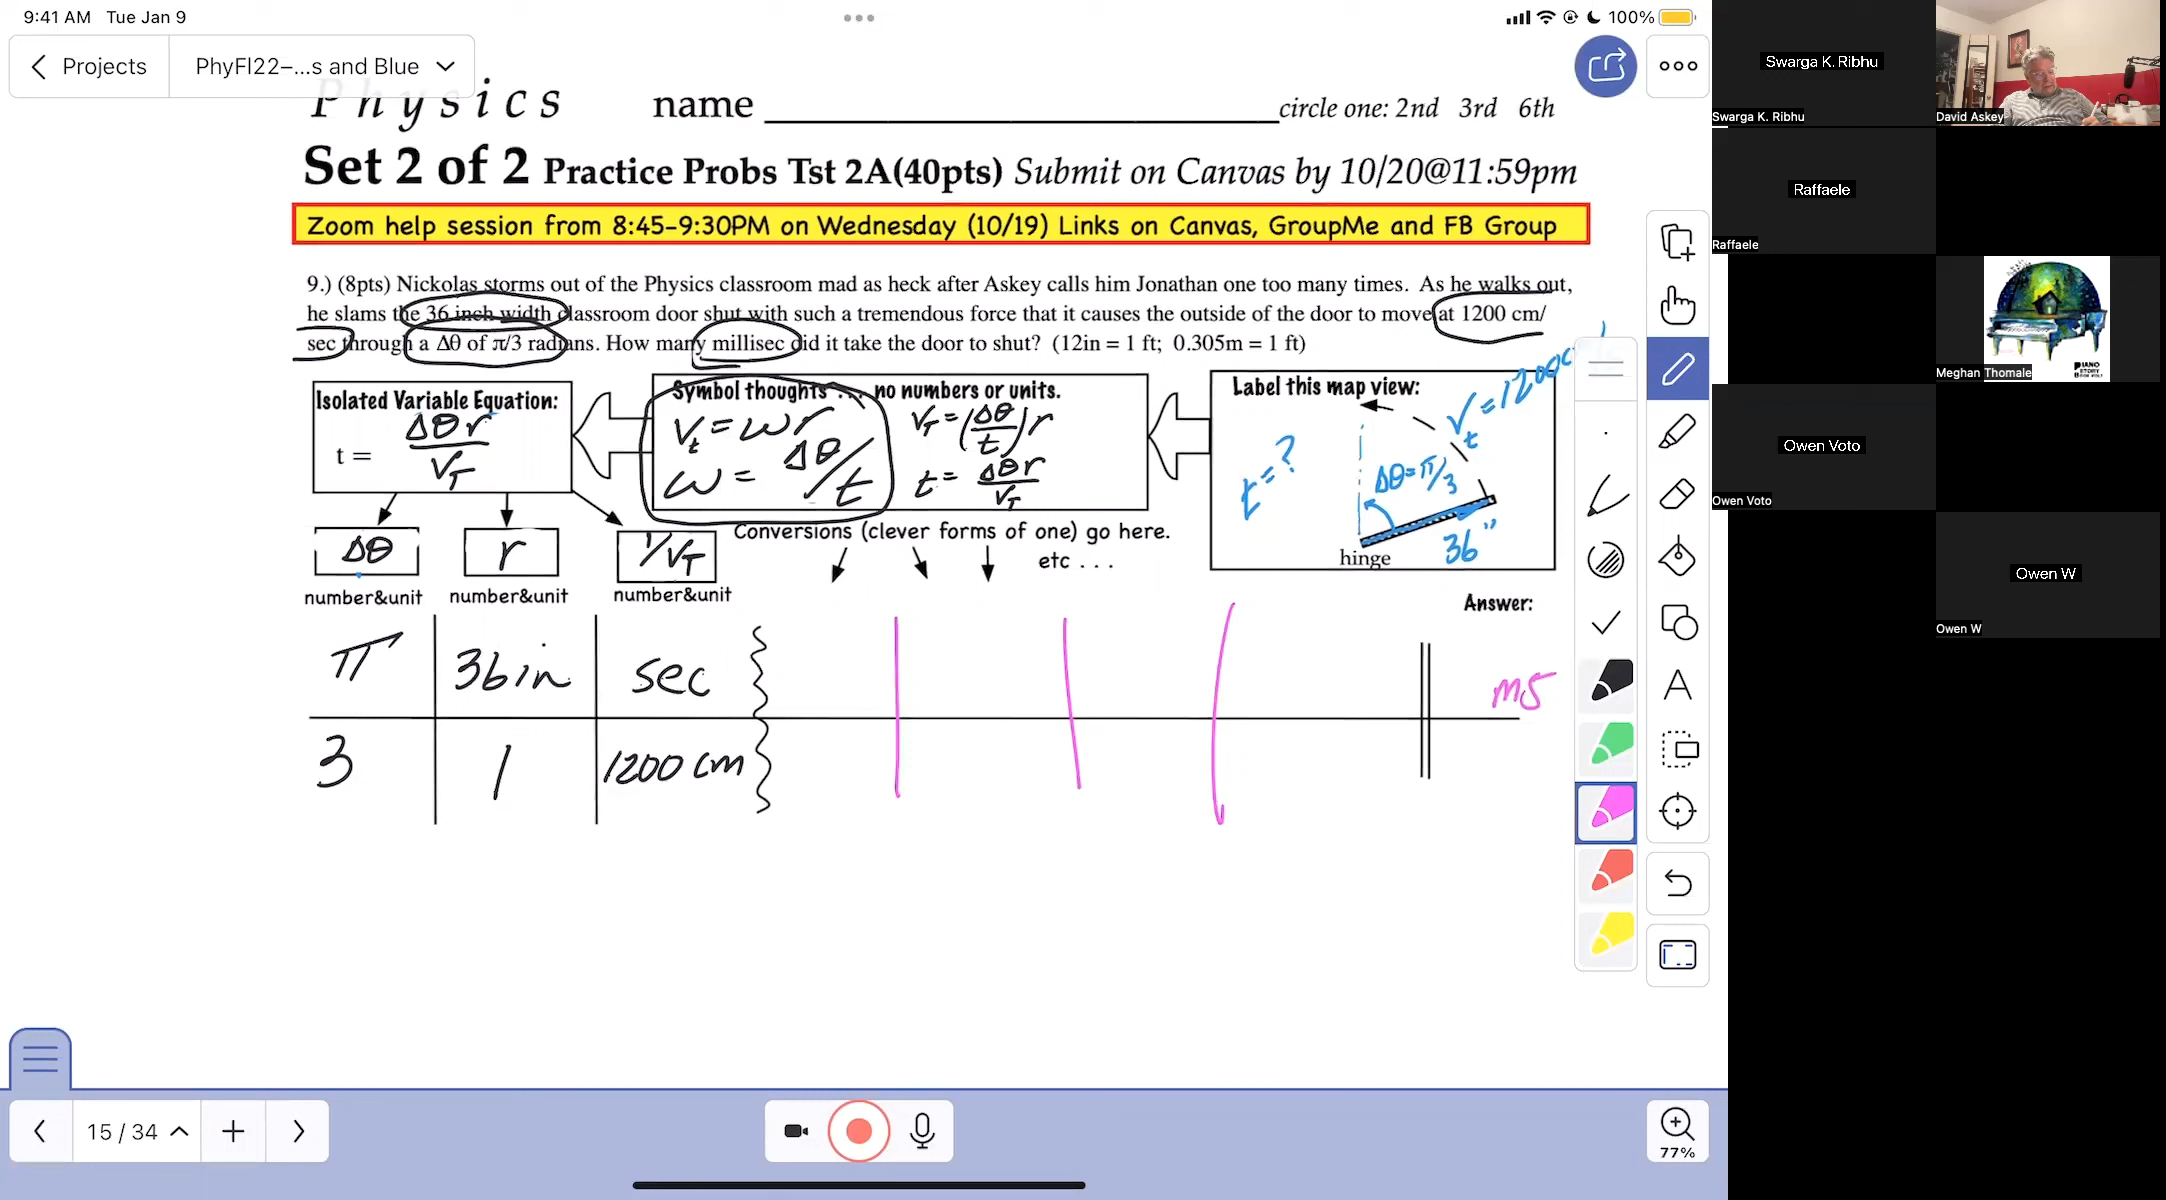 9:41 AM Tue Jan 9
100%
Projects
PhyFl22–...s and Blue
Physics name circle one: 2nd 3rd 6th
Set 2 of 2 Practice Probs Tst 2A(40pts) Submit on Canvas by 10/20@11:59pm
Zoom help session from 8:45-9:30PM on Wednesday (10/19) Links on Canvas, GroupMe and FB Group
9.) (8pts) Nickolas storms out of the Physics classroom mad as heck after Askey calls him Jonathan one too many times. As he walks out,
he slams the 36 inch width classroom door shut with such a tremendous force that it causes the outside of the door to move at 1200 cm/
sec through a Δθ of π/3 radians. How many millisec did it take the door to shut? (12in = 1 ft; 0.305m = 1 ft)
Isolated Variable Equation:
t = Δθ r / V_T
Symbol thoughts . . . no numbers or units.
V_t = ω r
ω = Δθ / t
V_T = (Δθ / t) r
t = Δθ r / V_T
Label this map view:
t = ?
Δθ = π/3
V_t = 1200
36"
hinge
Conversions (clever forms of one) go here.
etc . . .
Δθ r 1/V_T
number&unit number&unit number&unit
Answer:
π 36in sec
ms
3 1 1200 cm
15 / 34
77%
Swarga K. Ribhu
Swarga K. Ribhu
David Askey
Raffaele
Raffaele
PIANO
STORY
Meghan Thomale
Owen Voto
Owen Voto
Owen W
Owen W